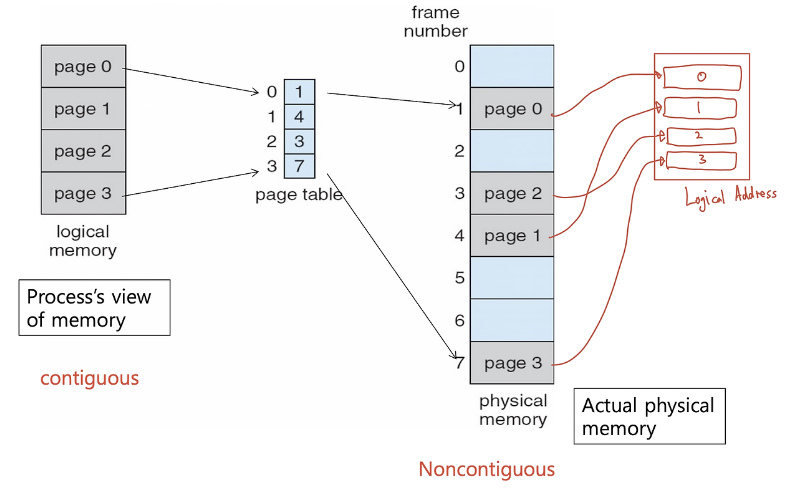 frame
number
page 0
page 1
page 2
page 3
logical
memory
Process's view
of memory
contiguous
0 1
1 4
2 3
3 7
page table
0
1 page 0
2
3 page 2
4 page 1
5
6
7 page 3
physical
memory
Actual physical
memory
Noncontiguous
0
1
2
3
Logical Address